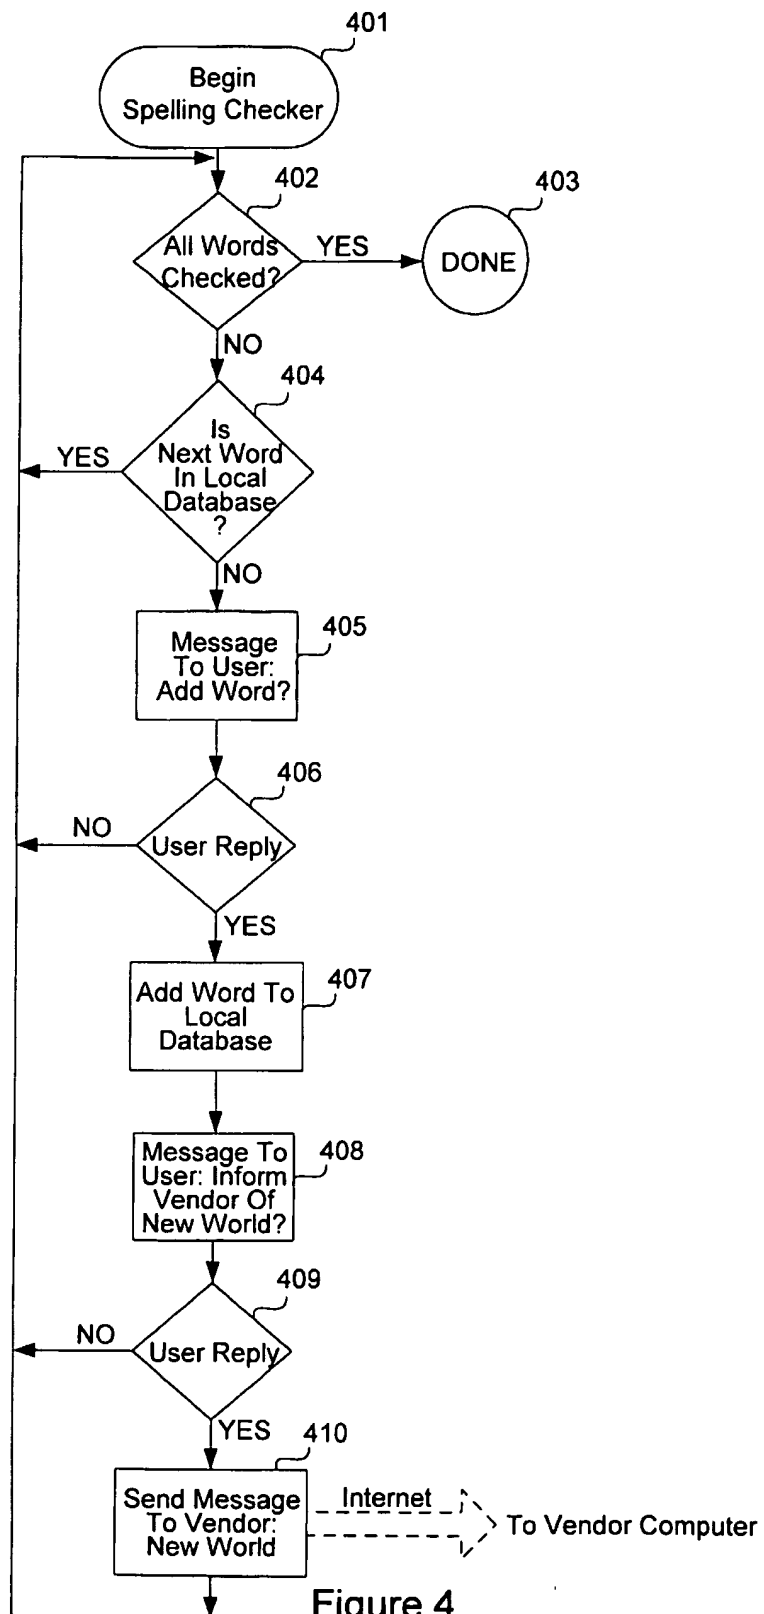 401
Begin
Spelling Checker
402
403
All Words
Checked?
YES
DONE
NO
404
Is
Next Word
In Local
Database
?
YES
NO
405
Message
To User:
Add Word?
406
NO
User Reply
YES
407
Add Word To
Local
Database
408
Message To
User: Inform
Vendor Of
New World?
409
NO
User Reply
YES
410
Send Message
To Vendor:
New World
Internet
To Vendor Computer
Figure 4